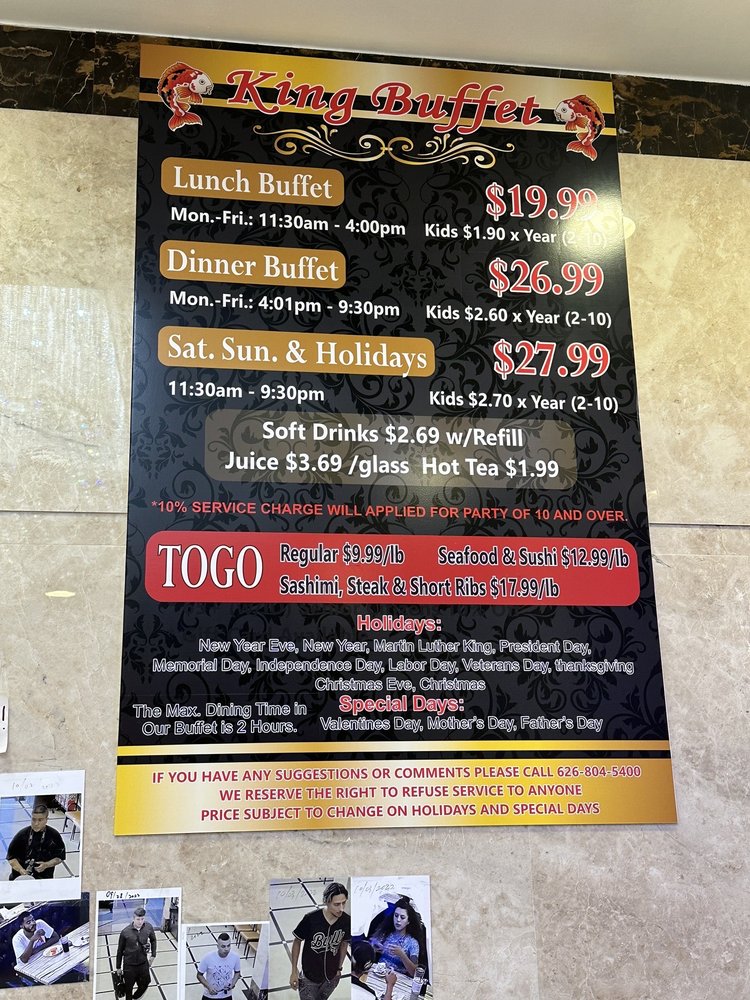 King Buffet
Lunch Buffet $19.99
Mon.-Fri.: 11:30am - 4:00pm Kids $1.90 x Year (2-10)
Dinner Buffet $26.99
Mon.-Fri.: 4:01pm - 9:30pm Kids $2.60 x Year (2-10)
Sat. Sun. & Holidays $27.99
11:30am - 9:30pm Kids $2.70 x Year (2-10)
Soft Drinks $2.69 w/Refill
Juice $3.69 /glass Hot Tea $1.99
*10% SERVICE CHARGE WILL APPLIED FOR PARTY OF 10 AND OVER.
TOGO Regular $9.99/lb Seafood & Sushi $12.99/lb
Sashimi, Steak & Short Ribs $17.99/lb
Holidays:
New Year Eve, New Year, Martin Luther King, President Day,
Memorial Day, Independence Day, Labor Day, Veterans Day, thanksgiving
Christmas Eve, Christmas
Special Days:
The Max. Dining Time in
Our Buffet is 2 Hours.
Valentines Day, Mother's Day, Father's Day
IF YOU HAVE ANY SUGGESTIONS OR COMMENTS PLEASE CALL 626-804-5400
WE RESERVE THE RIGHT TO REFUSE SERVICE TO ANYONE
PRICE SUBJECT TO CHANGE ON HOLIDAYS AND SPECIAL DAYS
09/28/2022